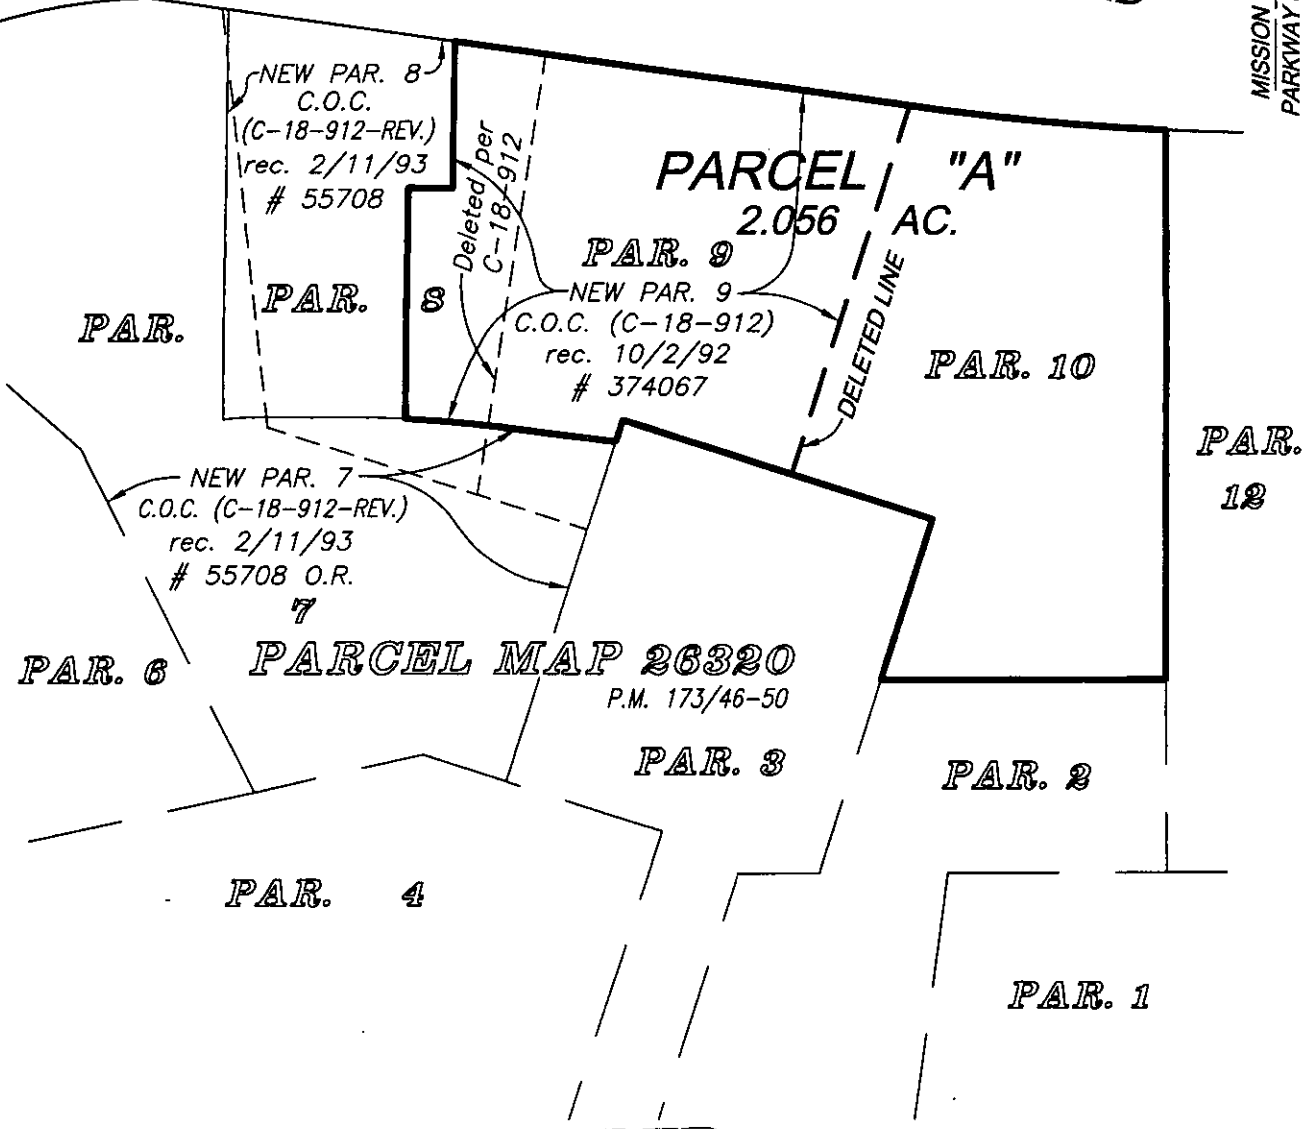 MISSION
PARKWAY
NEW PAR. 8
C.O.C.
(C-18-912-REV.)
rec. 2/11/93
# 55708
Deleted per
C-18-912
PARCEL "A"
2.056 AC.
PAR. 9
NEW PAR. 9
C.O.C. (C-18-912)
rec. 10/2/92
# 374067
DELETED LINE
PAR.
PAR. 8
PAR. 10
PAR.
12
NEW PAR. 7
C.O.C. (C-18-912-REV.)
rec. 2/11/93
# 55708 O.R.
7
PAR. 6
PARCEL MAP 26320
P.M. 173/46-50
PAR. 3
PAR. 2
PAR. 4
PAR. 1